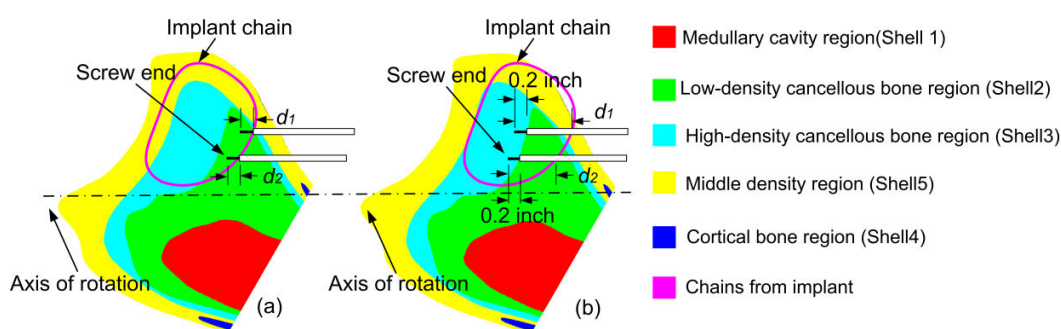 Implant chain
Screw end
d1
d2
Axis of rotation
(a)
Implant chain
0.2 inch
Screw end
d1
d2
0.2 inch
Axis of rotation
(b)
Medullary cavity region(Shell 1)
Low-density cancellous bone region (Shell2)
High-density cancellous bone region (Shell3)
Middle density region (Shell5)
Cortical bone region (Shell4)
Chains from implant